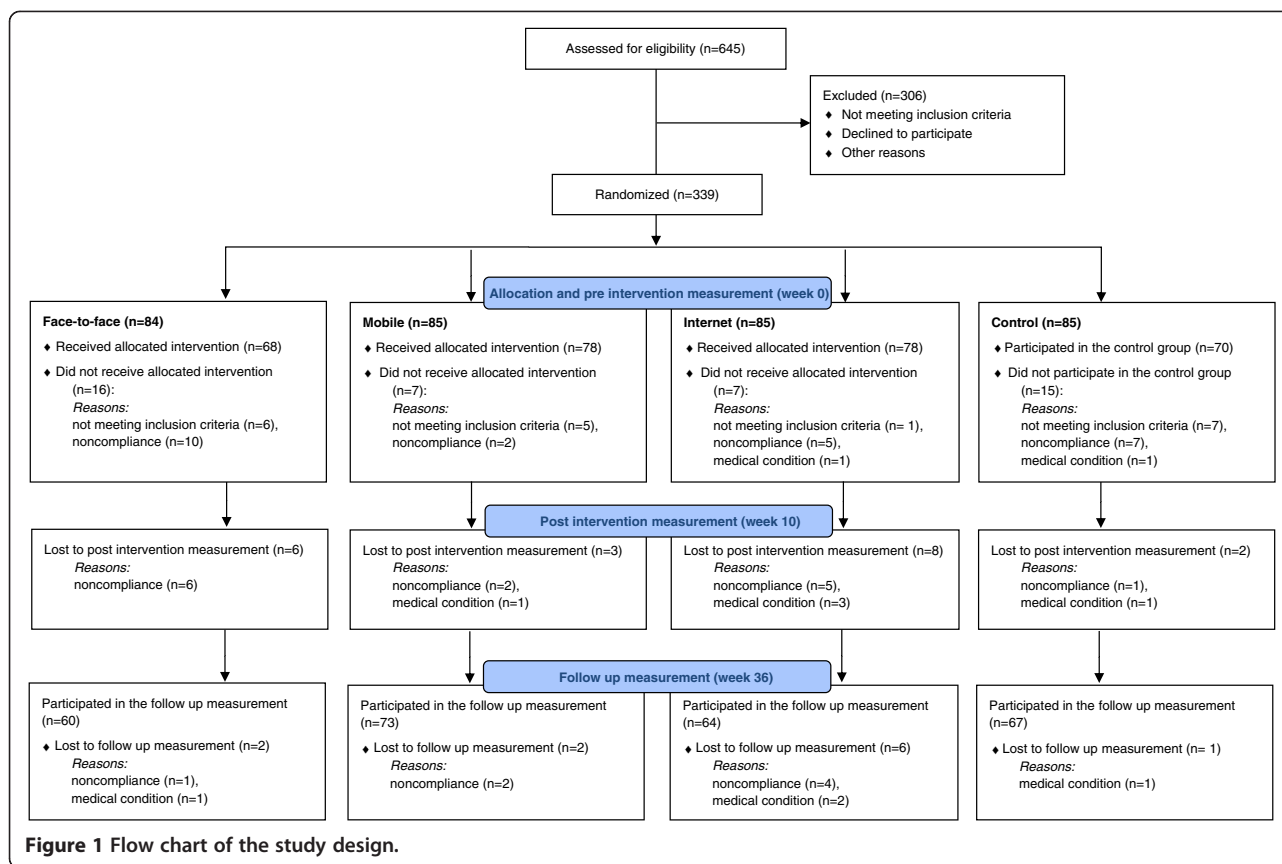 Assessed for eligibility (n=645)
Excluded (n=306)
♦ Not meeting inclusion criteria
♦ Declined to participate
♦ Other reasons
Randomized (n=339)
Allocation and pre intervention measurement (week 0)
Face-to-face (n=84)
♦ Received allocated intervention (n=68)
♦ Did not receive allocated intervention
(n=16):
Reasons:
not meeting inclusion criteria (n=6),
noncompliance (n=10)
Mobile (n=85)
♦ Received allocated intervention (n=78)
♦ Did not receive allocated intervention
(n=7):
Reasons:
not meeting inclusion criteria (n=5),
noncompliance (n=2)
Internet (n=85)
♦ Received allocated intervention (n=78)
♦ Did not receive allocated intervention
(n=7):
Reasons:
not meeting inclusion criteria (n= 1),
noncompliance (n=5),
medical condition (n=1)
Control (n=85)
♦ Participated in the control group (n=70)
♦ Did not participate in the control group
(n=15):
Reasons:
not meeting inclusion criteria (n=7),
noncompliance (n=7),
medical condition (n=1)
Post intervention measurement (week 10)
Lost to post intervention measurement (n=6)
Reasons:
noncompliance (n=6)
Lost to post intervention measurement (n=3)
Reasons:
noncompliance (n=2),
medical condition (n=1)
Lost to post intervention measurement (n=8)
Reasons:
noncompliance (n=5),
medical condition (n=3)
Lost to post intervention measurement (n=2)
Reasons:
noncompliance (n=1),
medical condition (n=1)
Follow up measurement (week 36)
Participated in the follow up measurement
(n=60)
♦ Lost to follow up measurement (n=2)
Reasons:
noncompliance (n=1),
medical condition (n=1)
Participated in the follow up measurement
(n=73)
♦ Lost to follow up measurement (n=2)
Reasons:
noncompliance (n=2)
Participated in the follow up measurement
(n=64)
♦ Lost to follow up measurement (n=6)
Reasons:
noncompliance (n=4),
medical condition (n=2)
Participated in the follow up measurement
(n=67)
♦ Lost to follow up measurement (n= 1)
Reasons:
medical condition (n=1)
Figure 1 Flow chart of the study design.